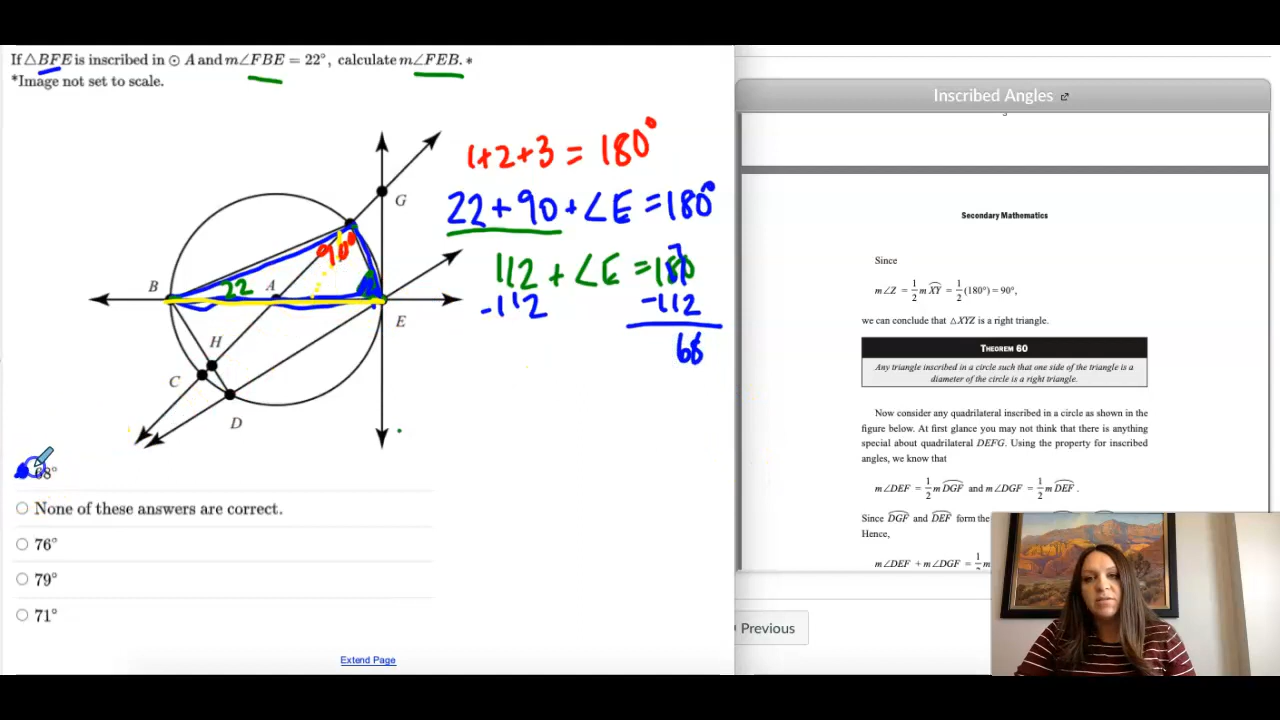 If △BFE is inscribed in ⊙ A and m∠FBE = 22°, calculate m∠FEB. *
*Image not set to scale.
G
B
A
E
H
C
D
22
90°
1+2+3 = 180°
22 + 90 + ∠E = 180°
112 + ∠E = 180
-112 -112
68
68°
None of these answers are correct.
76°
79°
71°
Extend Page
Inscribed Angles
Secondary Mathematics
Since
m∠Z = 1/2 m XY = 1/2 (180°) = 90°,
we can conclude that △XYZ is a right triangle.
THEOREM 60
Any triangle inscribed in a circle such that one side of the triangle is a
diameter of the circle is a right triangle.
Now consider any quadrilateral inscribed in a circle as shown in the
figure below. At first glance you may not think that there is anything
special about quadrilateral DEFG. Using the property for inscribed
angles, we know that
m∠DEF = 1/2 m DGF and m∠DGF = 1/2 m DEF.
Since DGF and DEF form the
Hence,
m∠DEF + m∠DGF = 1/2 m
Previous